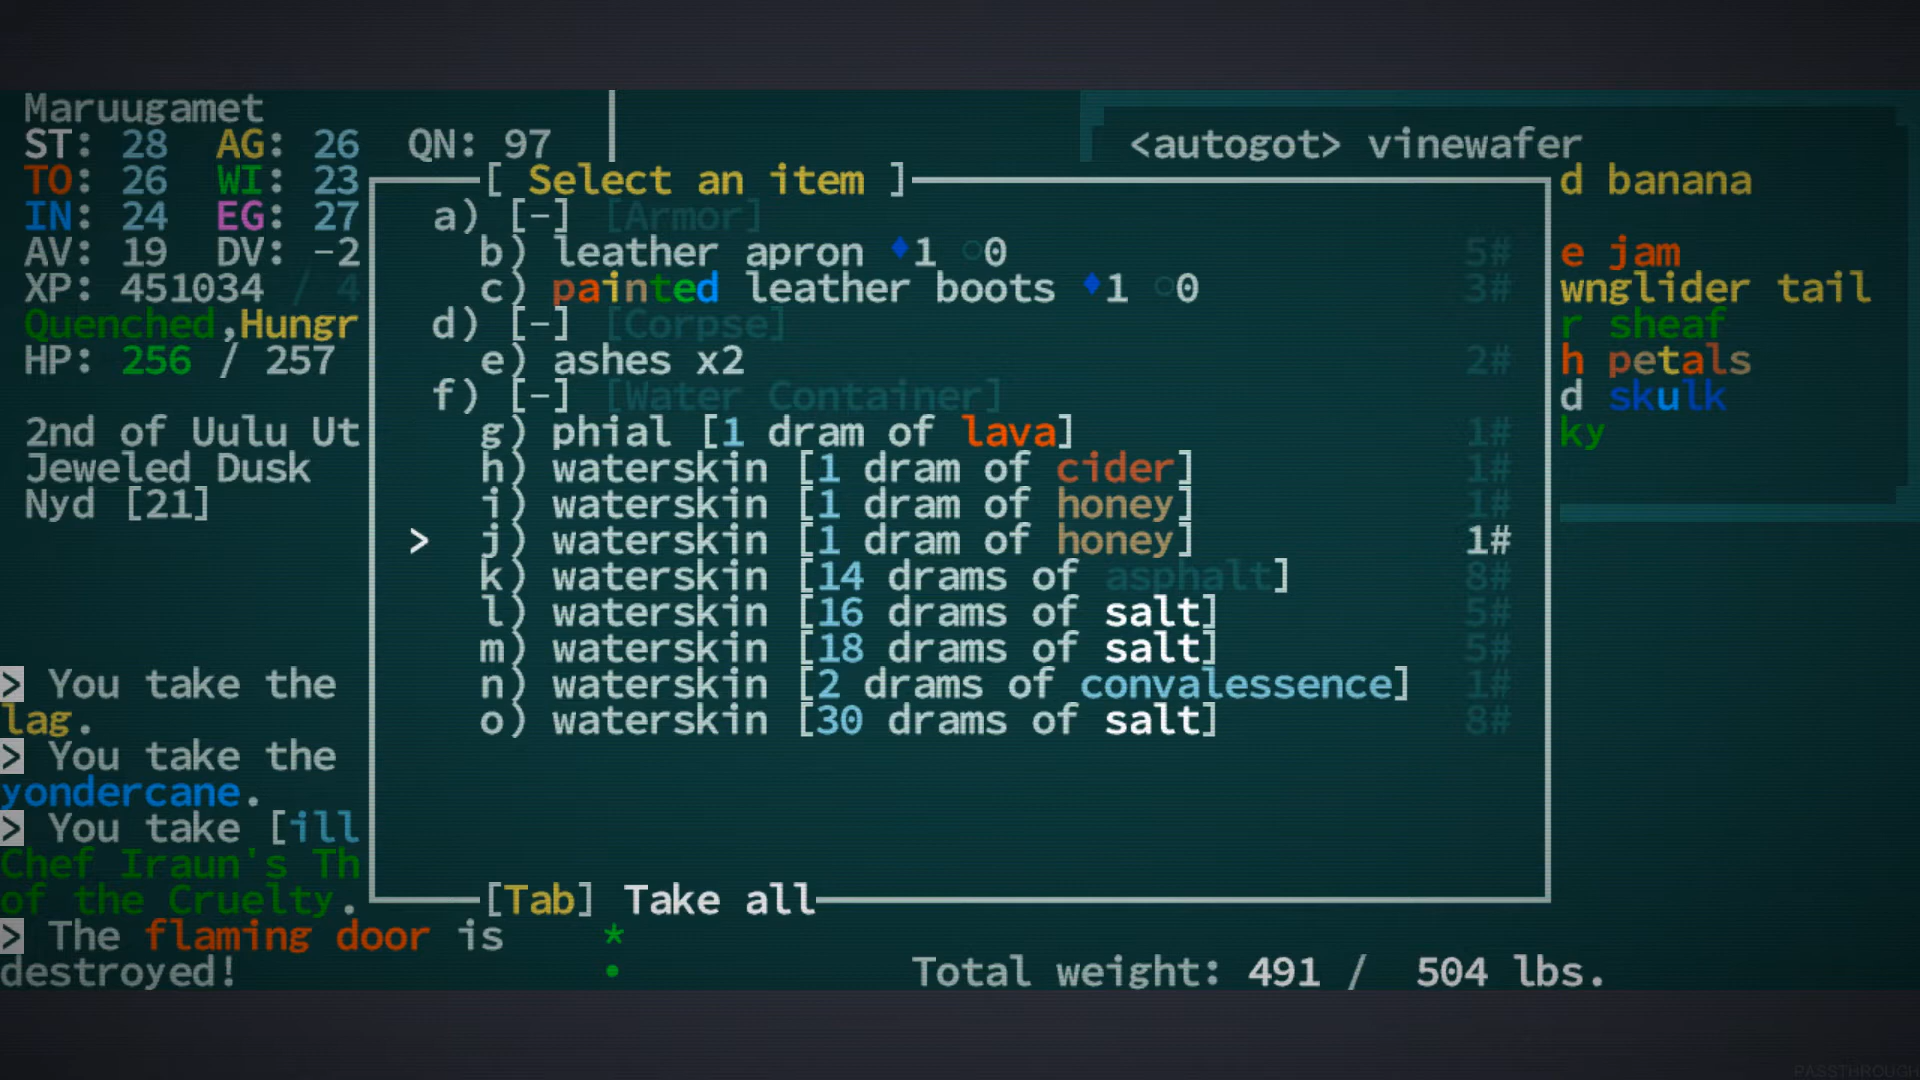 Maruugamet
ST: 28 AG: 26 QN: 97
<autogot> vinewafer
TO: 26 WI: 23
[ Select an item ]
d banana
IN: 24 EG: 27
a) [-] [Armor]
AV: 19 DV: -2
b) leather apron ♦1 ○0 5#
e jam
XP: 451034 / 4
c) painted leather boots ♦1 ○0 3#
wnglider tail
Quenched,Hungr
d) [-] [Corpse]
r sheaf
HP: 256 / 257
e) ashes x2 2#
h petals
f) [-] [Water Container]
d skulk
2nd of Uulu Ut
g) phial [1 dram of lava] 1#
ky
Jeweled Dusk
h) waterskin [1 dram of cider] 1#
Nyd [21]
i) waterskin [1 dram of honey] 1#
> j) waterskin [1 dram of honey] 1#
k) waterskin [14 drams of asphalt] 8#
l) waterskin [16 drams of salt] 5#
m) waterskin [18 drams of salt] 5#
> You take the
n) waterskin [2 drams of convalessence] 1#
lag.
o) waterskin [30 drams of salt] 8#
> You take the
yondercane.
> You take [ill
Chef Iraun's Th
of the Cruelty.
[Tab] Take all
> The flaming door is
destroyed!
Total weight: 491 / 504 lbs.
PASSTHROUGH